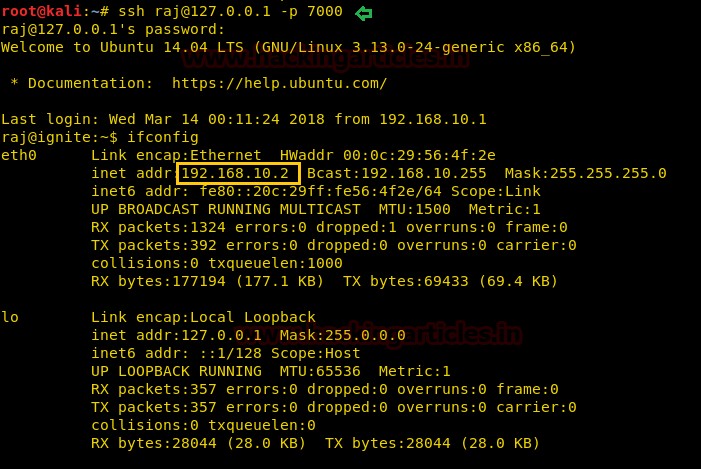 root@kali:~# ssh raj@127.0.0.1 -p 7000
raj@127.0.0.1's password:
Welcome to Ubuntu 14.04 LTS (GNU/Linux 3.13.0-24-generic x86_64)
www.hackingarticles.in
* Documentation:  https://help.ubuntu.com/
Last login: Wed Mar 14 00:11:24 2018 from 192.168.10.1
raj@ignite:~$ ifconfig
eth0      Link encap:Ethernet  HWaddr 00:0c:29:56:4f:2e
inet addr:192.168.10.2  Bcast:192.168.10.255  Mask:255.255.255.0
inet6 addr: fe80::20c:29ff:fe56:4f2e/64 Scope:Link
UP BROADCAST RUNNING MULTICAST  MTU:1500  Metric:1
RX packets:1324 errors:0 dropped:1 overruns:0 frame:0
TX packets:392 errors:0 dropped:0 overruns:0 carrier:0
collisions:0 txqueuelen:1000
RX bytes:177194 (177.1 KB)  TX bytes:69433 (69.4 KB)
lo        Link encap:Local Loopback
inet addr:127.0.0.1  Mask:255.0.0.0
www.hackingarticles.in
inet6 addr: ::1/128 Scope:Host
UP LOOPBACK RUNNING  MTU:65536  Metric:1
RX packets:357 errors:0 dropped:0 overruns:0 frame:0
TX packets:357 errors:0 dropped:0 overruns:0 carrier:0
collisions:0 txqueuelen:0
RX bytes:28044 (28.0 KB)  TX bytes:28044 (28.0 KB)